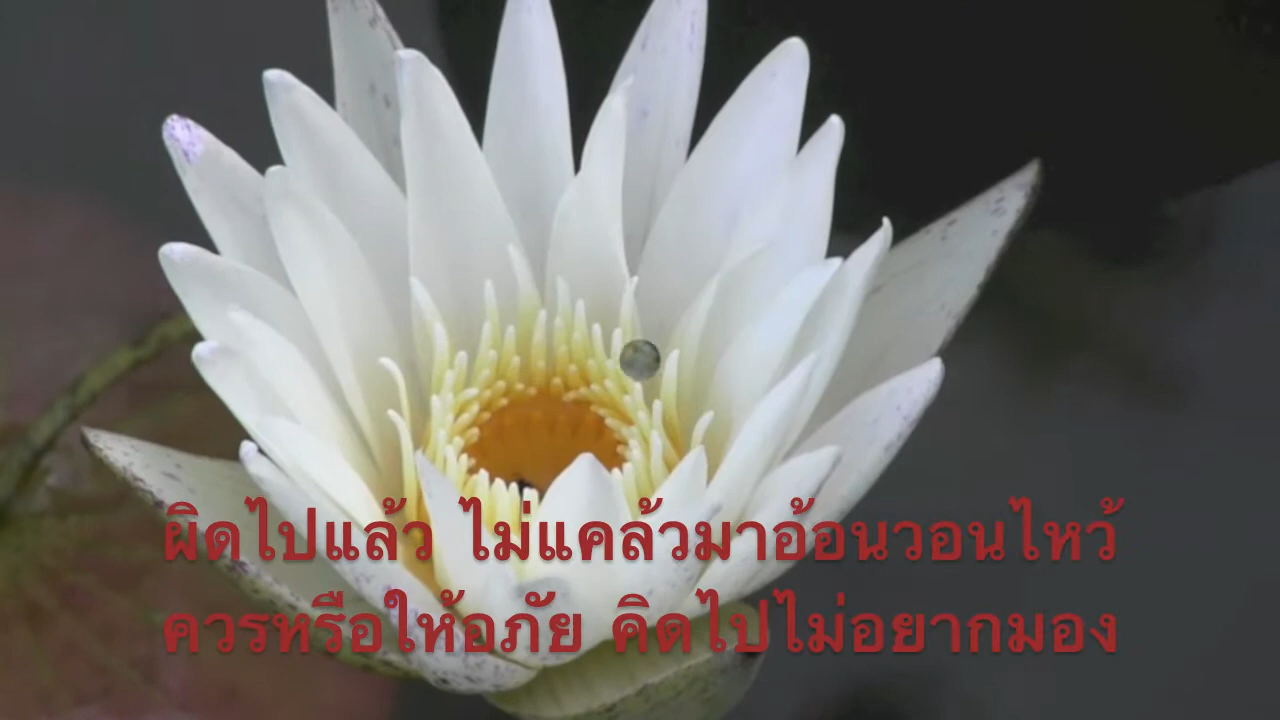 ผิดไปแล้ว ไม่แคล้วมาอ้อนวอนไหว้
ควรหรือให้อภัย คิดไปไม่อยากมอง